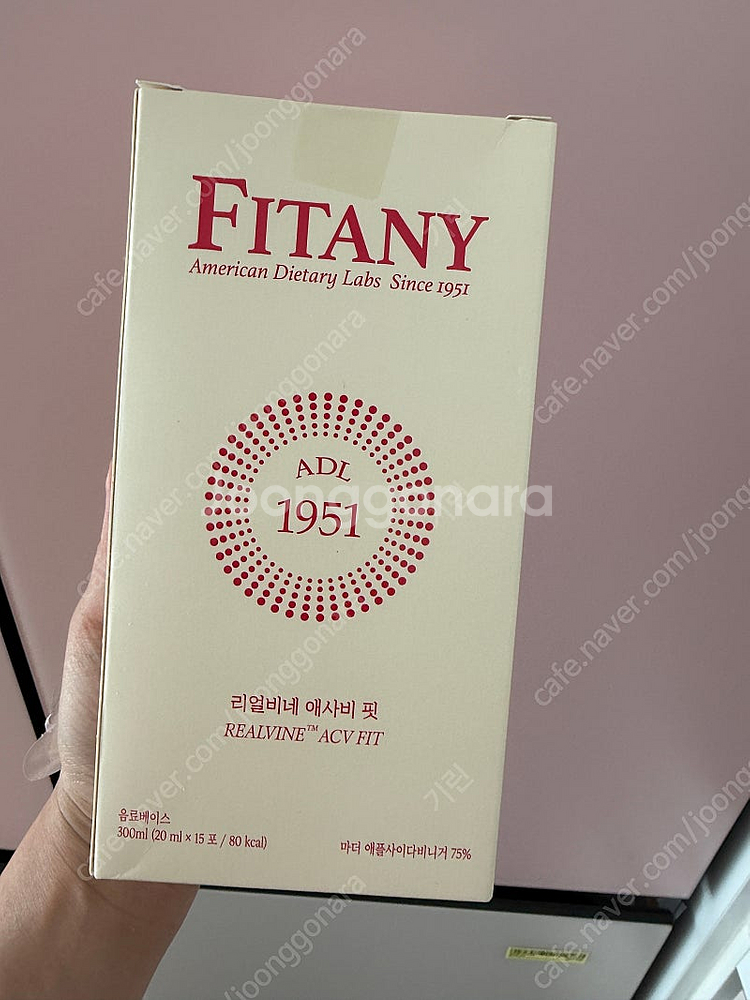 FITANY
American Dietary Labs Since 1951
ADL
1951
리얼비네 애사비 핏
REALVINE™ ACV FIT
음료베이스
300ml (20 ml × 15 포 / 80 kcal)
마더 애플사이다비니거 75%
joonggonara
cafe.naver.com/joonggonara
기린